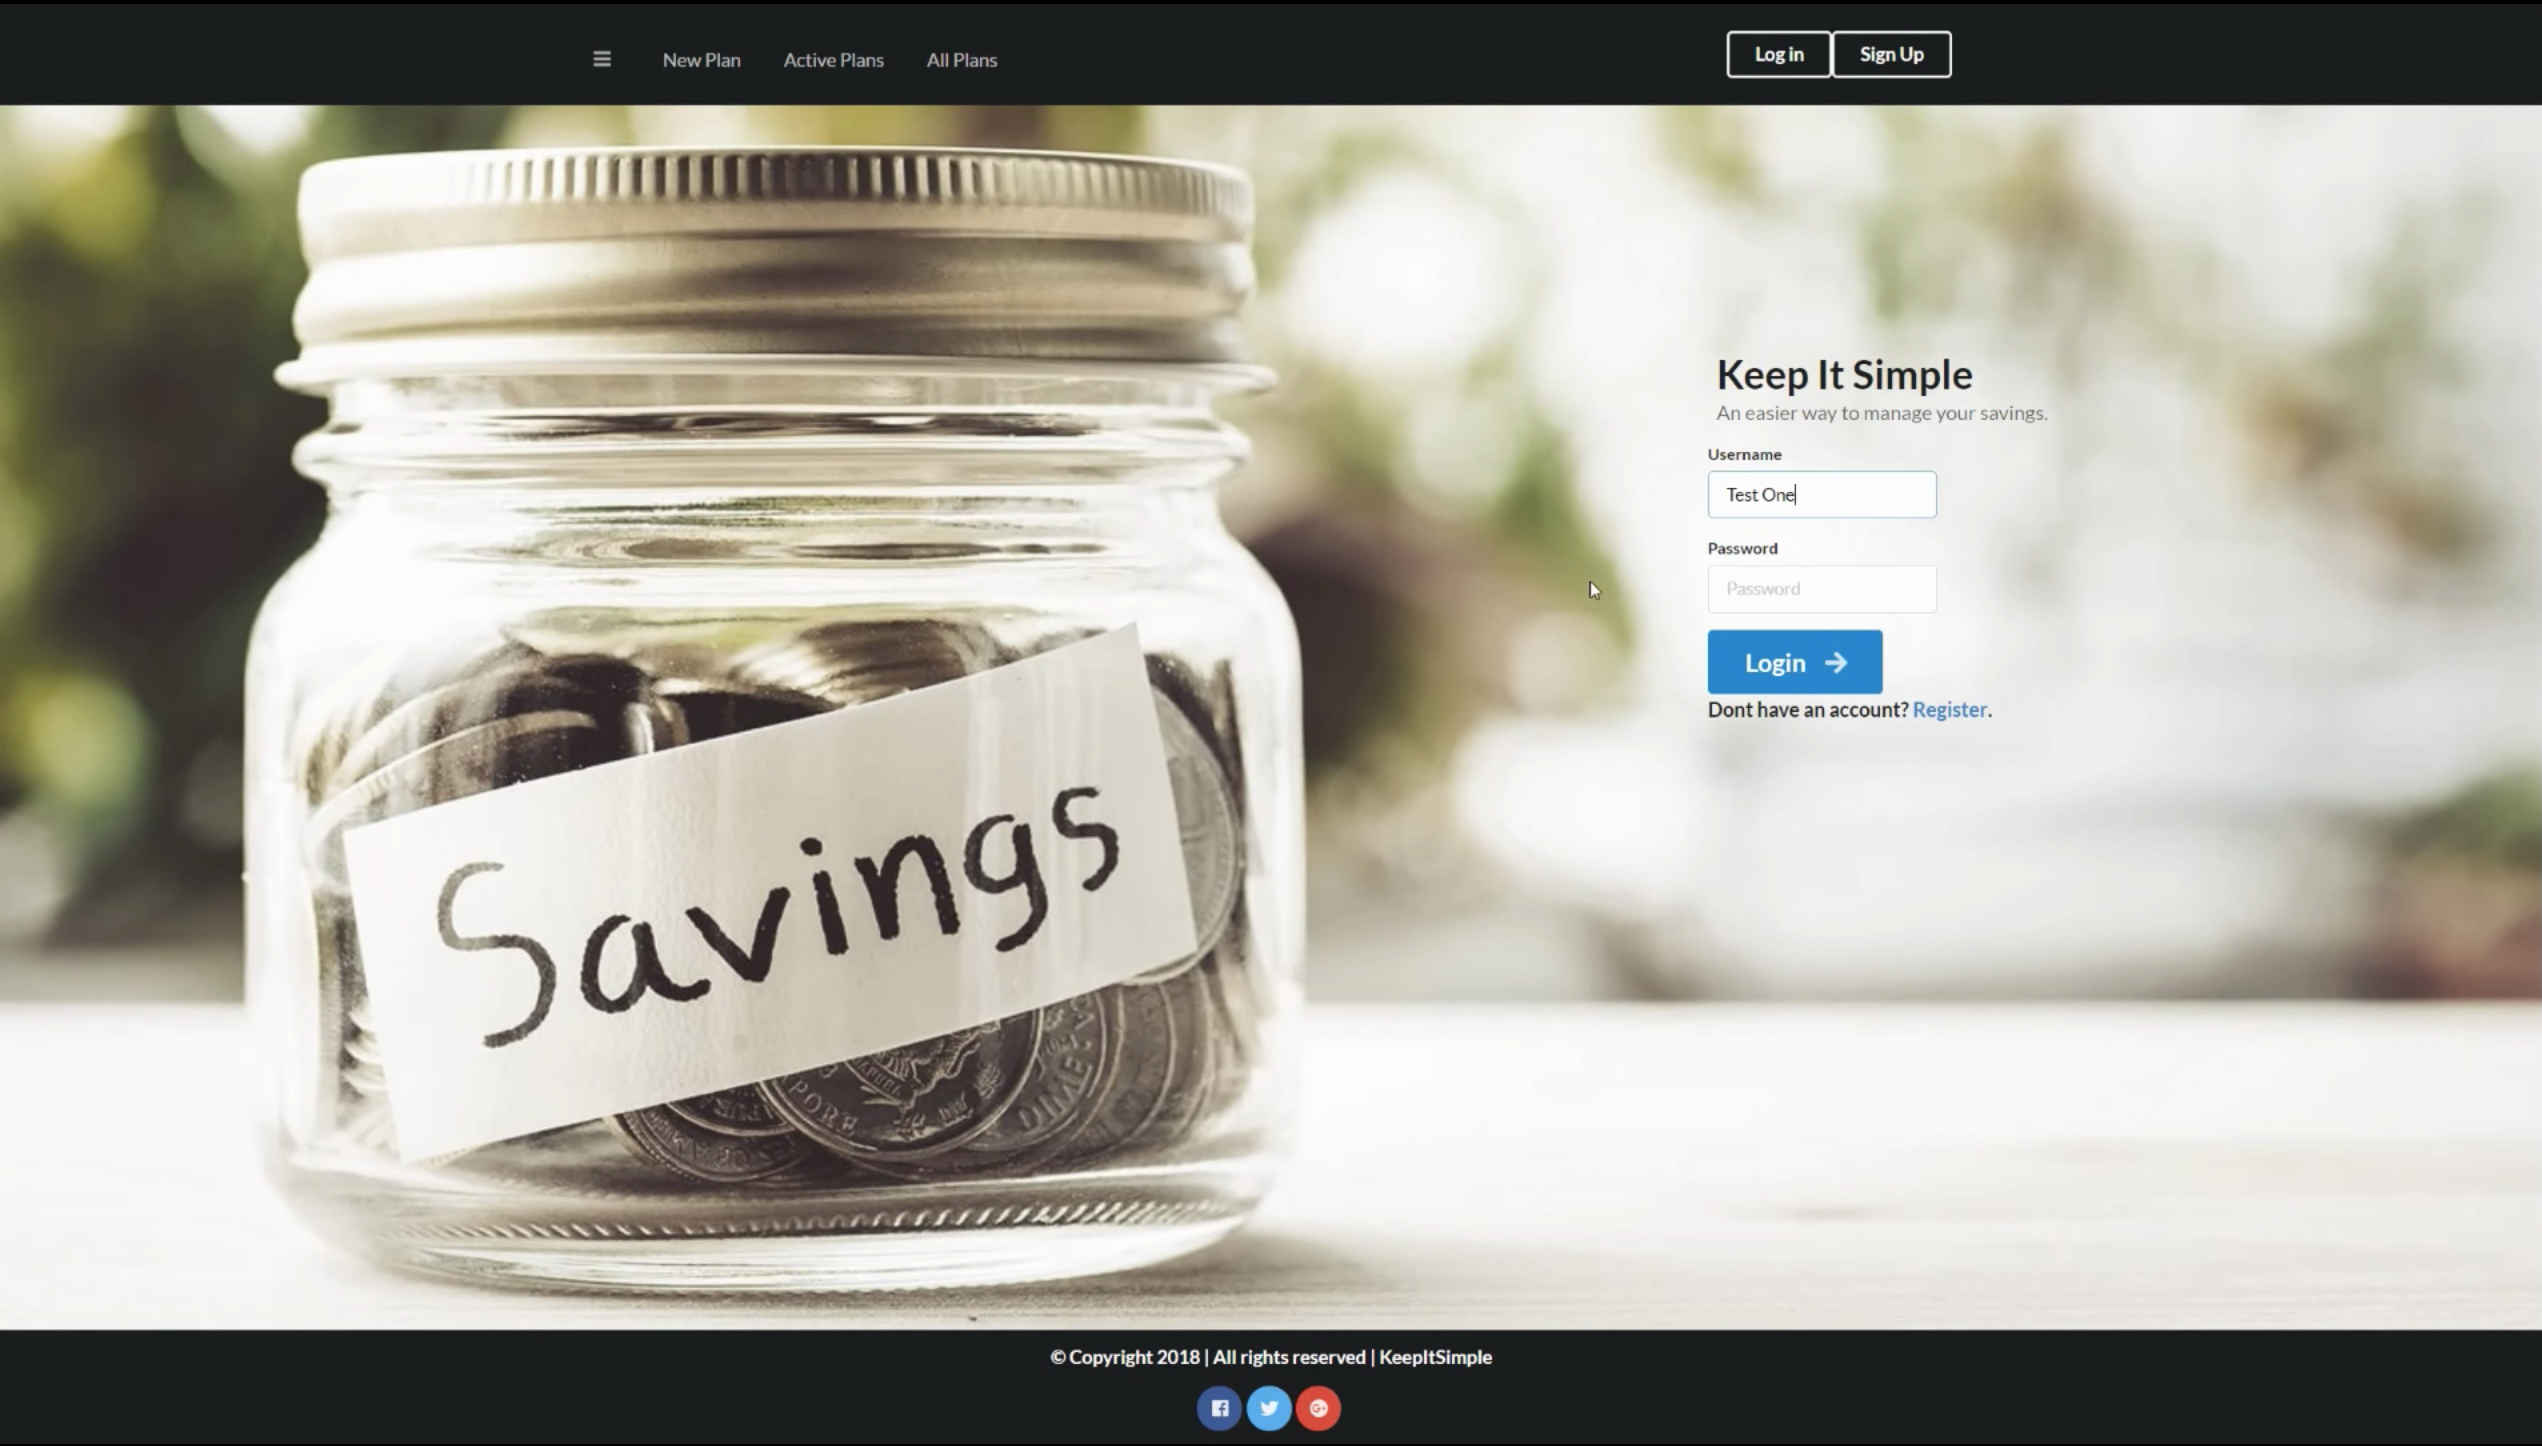 New Plan Active Plans All Plans Log in Sign Up
Keep It Simple
An easier way to manage your savings.
Username
Test One
Password
Password
Login
Dont have an account? Register.
Savings
PORE
DIME
© Copyright 2018 | All rights reserved | KeepItSimple
G+